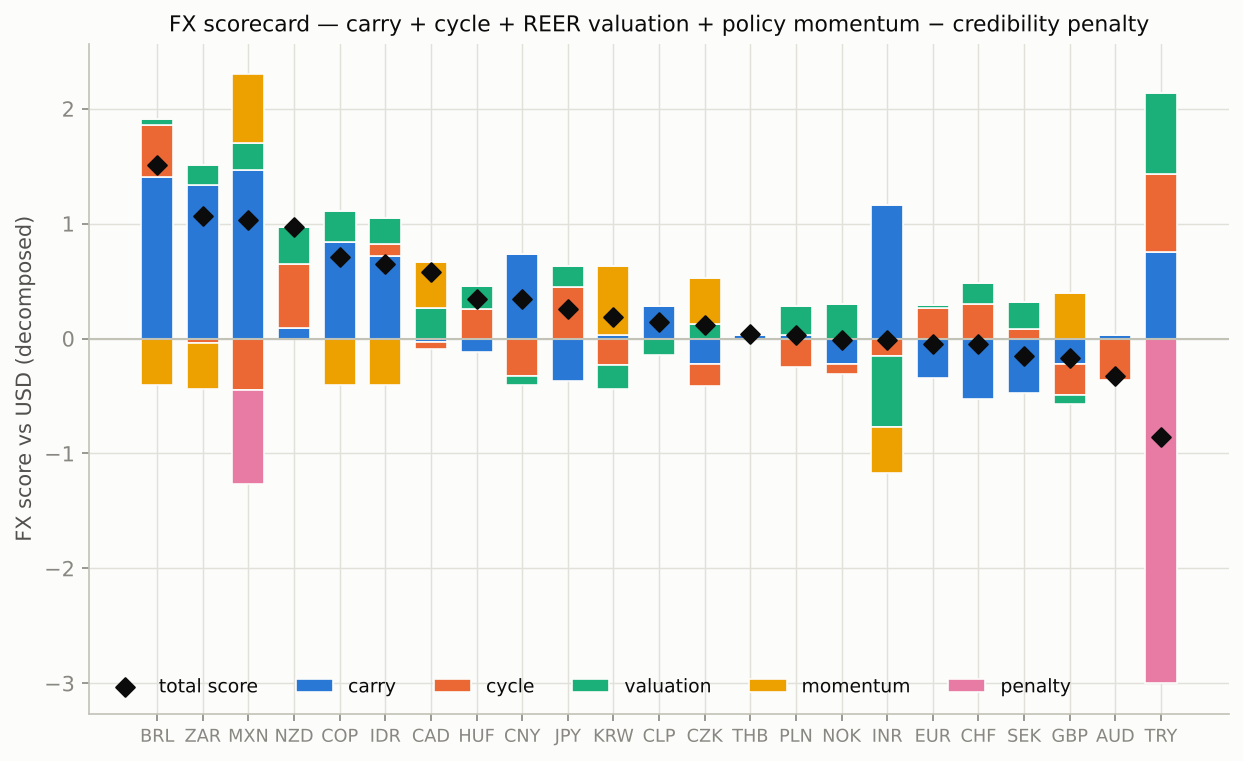 FX scorecard — carry + cycle + REER valuation + policy momentum − credibility penalty
FX score vs USD (decomposed)
2
1
0
−1
−2
−3
total score
carry
cycle
valuation
momentum
penalty
BRL ZAR MXN NZD COP IDR CAD HUF CNY JPY KRW CLP CZK THB PLN NOK INR EUR CHF SEK GBP AUD TRY